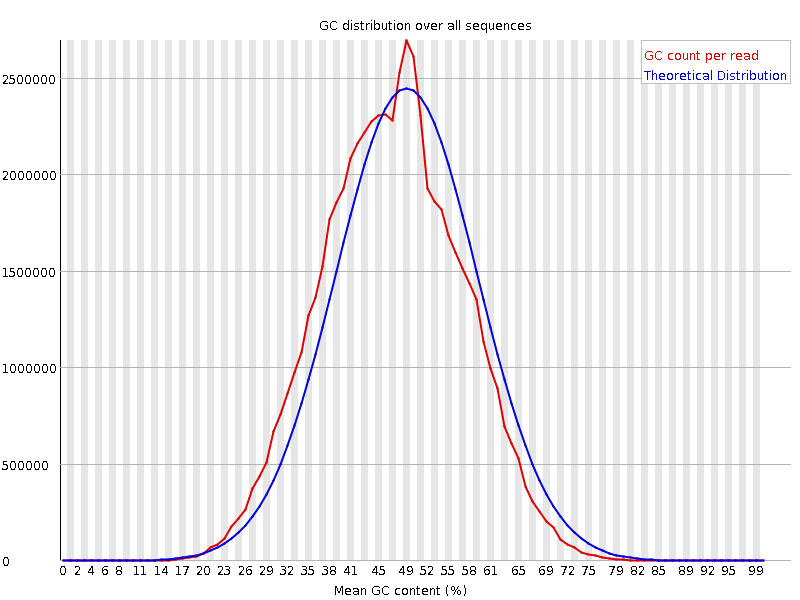 GC distribution over all sequences
GC count per read
Theoretical Distribution
2500000
2000000
1500000
1000000
500000
0
0 2 4 6 8 11 14 17 20 23 26 29 32 35 38 41 45 49 52 55 58 61 65 69 72 75 79 82 85 89 92 95 99
Mean GC content (%)